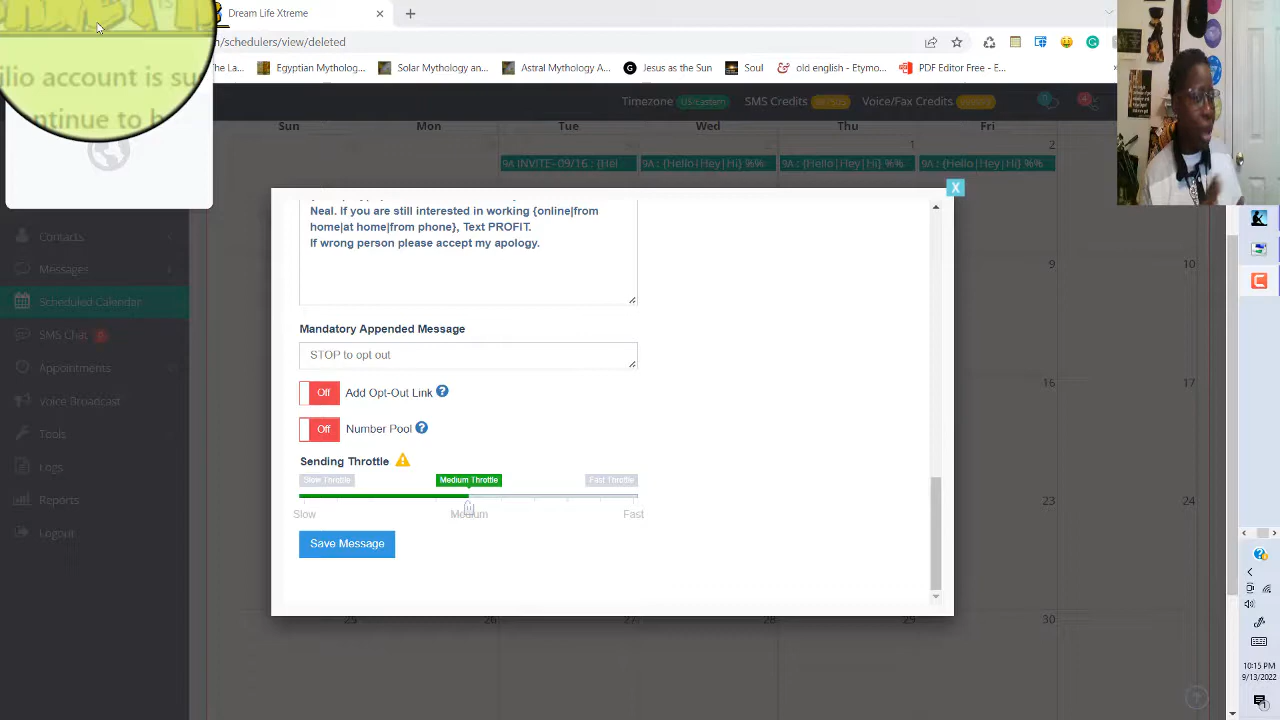 Dream Life Xtreme
/schedulers/view/deleted
The La...
Egyptian Mytholog...
Astral Mythology A...
Jesus as the Sun
Soul
old english - Etymo...
PDF Editor Free - E...
ilio account is su
ontinue to b
Timezone US/Eastern SMS Credits Voice/Fax Credits
Sun Mon Tue Wed Thu Fri
1 2
9A INVITE- 09/16 : {Hel
9A : {Hello|Hey|Hi} %%
9A : {Hello|Hey|Hi} %%
9A : {Hello|Hey|Hi} %%
X
Neal. If you are still interested in working {online|from
home|at home|from phone}, Text PROFIT.
If wrong person please accept my apology.
Contacts
Messages
Scheduled Calendar
SMS Chat
Appointments
Voice Broadcast
Tools
Logs
Reports
Logout
9 10
Mandatory Appended Message
STOP to opt out
Off Add Opt-Out Link ?
Off Number Pool ?
16 17
Sending Throttle
Slow Throttle Medium Throttle Fast Throttle
Slow Medium Fast
23 24
Save Message
25 26 27 28 29 30
10:15 PM
9/13/2022